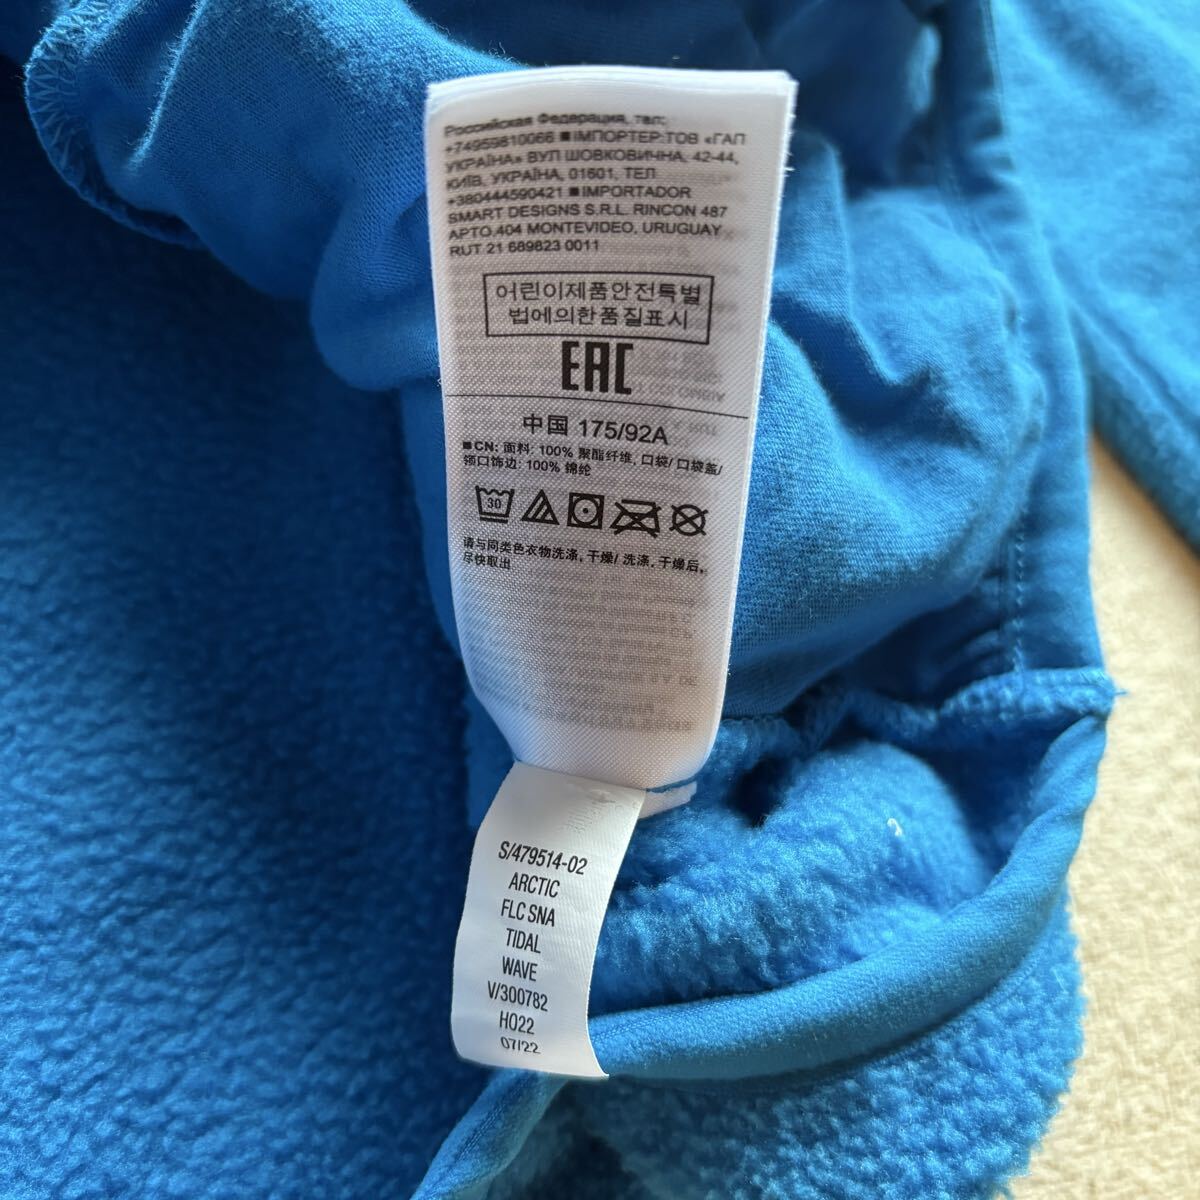 Российская Федерация, тел:
+74959810066 ■ ІМПОРТЕР:ТОВ «ГАП
УКРАЇНА» ВУЛ ШОВКОВИЧНА, 42-44,
КИЇВ, УКРАЇНА, 01601, ТЕЛ
+380444590421 ■ IMPORTADOR
SMART DESIGNS S.R.L. RINCON 487
APTO.404 MONTEVIDEO, URUGUAY
RUT 21 689823 0011
어린이제품안전특별
법에의한품질표시
EAC
中国 175/92A
■CN: 面料: 100% 聚酯纤维, 口袋/ 口袋盖/
领口饰边: 100% 锦纶
30
请与同类色衣物洗涤, 干燥/ 洗涤, 干燥后,
尽快取出
S/479514-02
ARCTIC
FLC SNA
TIDAL
WAVE
V/300782
HO22
07/22